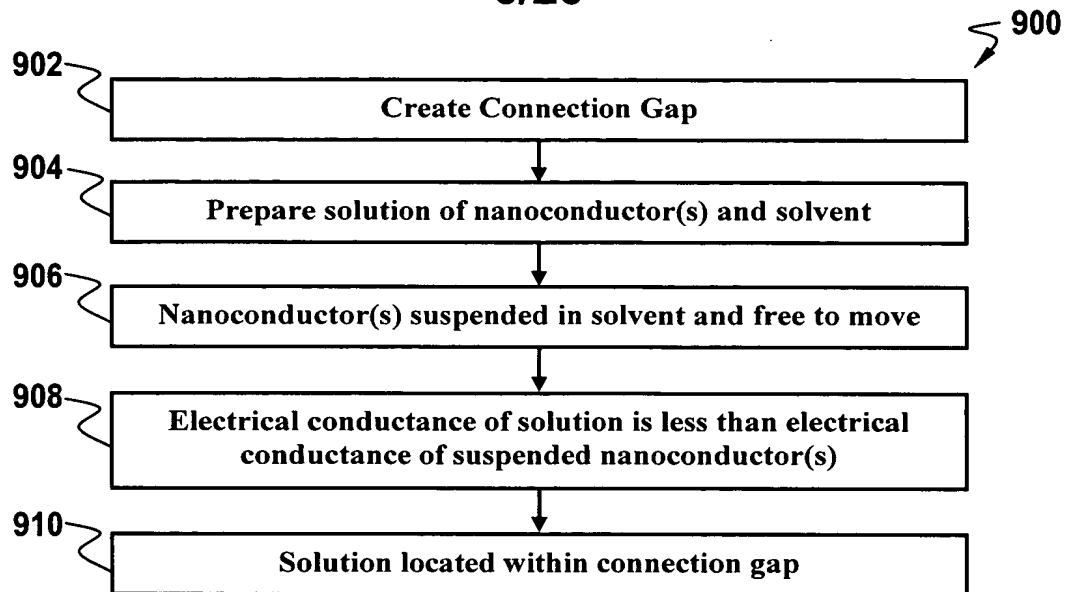 900
902
Create Connection Gap
904
Prepare solution of nanoconductor(s) and solvent
906
Nanoconductor(s) suspended in solvent and free to move
908
Electrical conductance of solution is less than electrical
conductance of suspended nanoconductor(s)
910
Solution located within connection gap